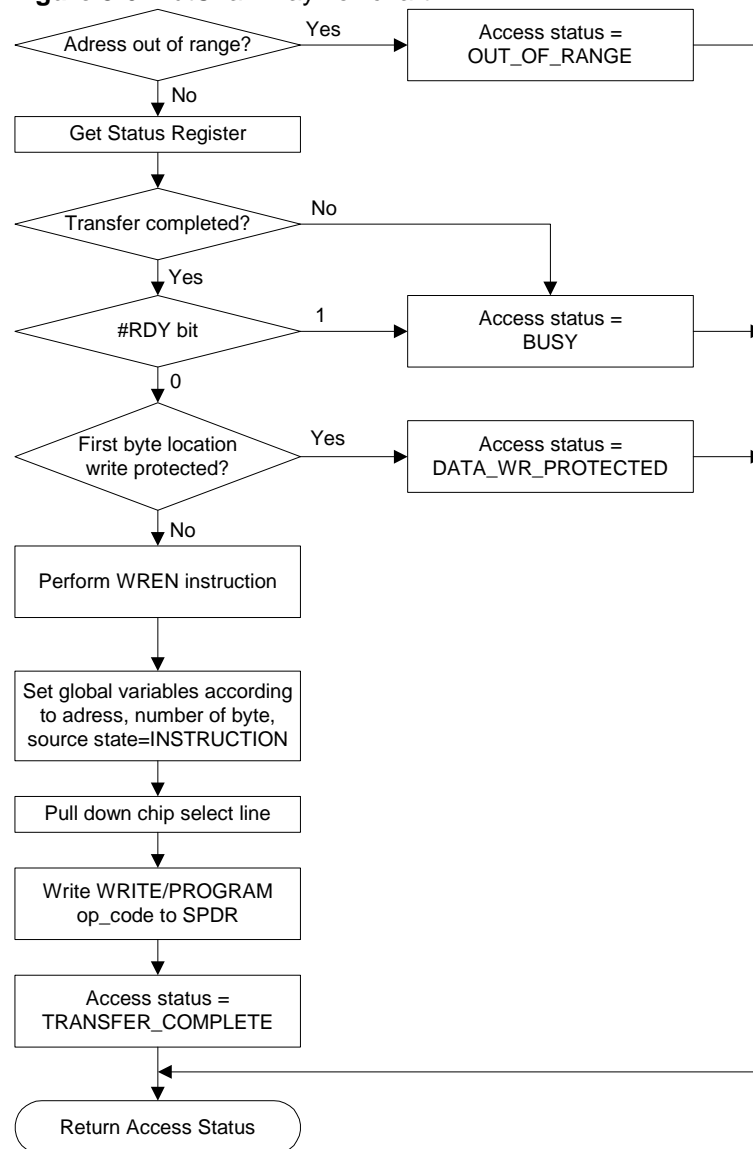 Adress out of range?
Yes
Access status =
OUT_OF_RANGE
No
Get Status Register
Transfer completed?
No
Yes
#RDY bit
1
Access status =
BUSY
0
First byte location
write protected?
Yes
Access status =
DATA_WR_PROTECTED
No
Perform WREN instruction
Set global variables according
to adress, number of byte,
source state=INSTRUCTION
Pull down chip select line
Write WRITE/PROGRAM
op_code to SPDR
Access status =
TRANSFER_COMPLETE
Return Access Status